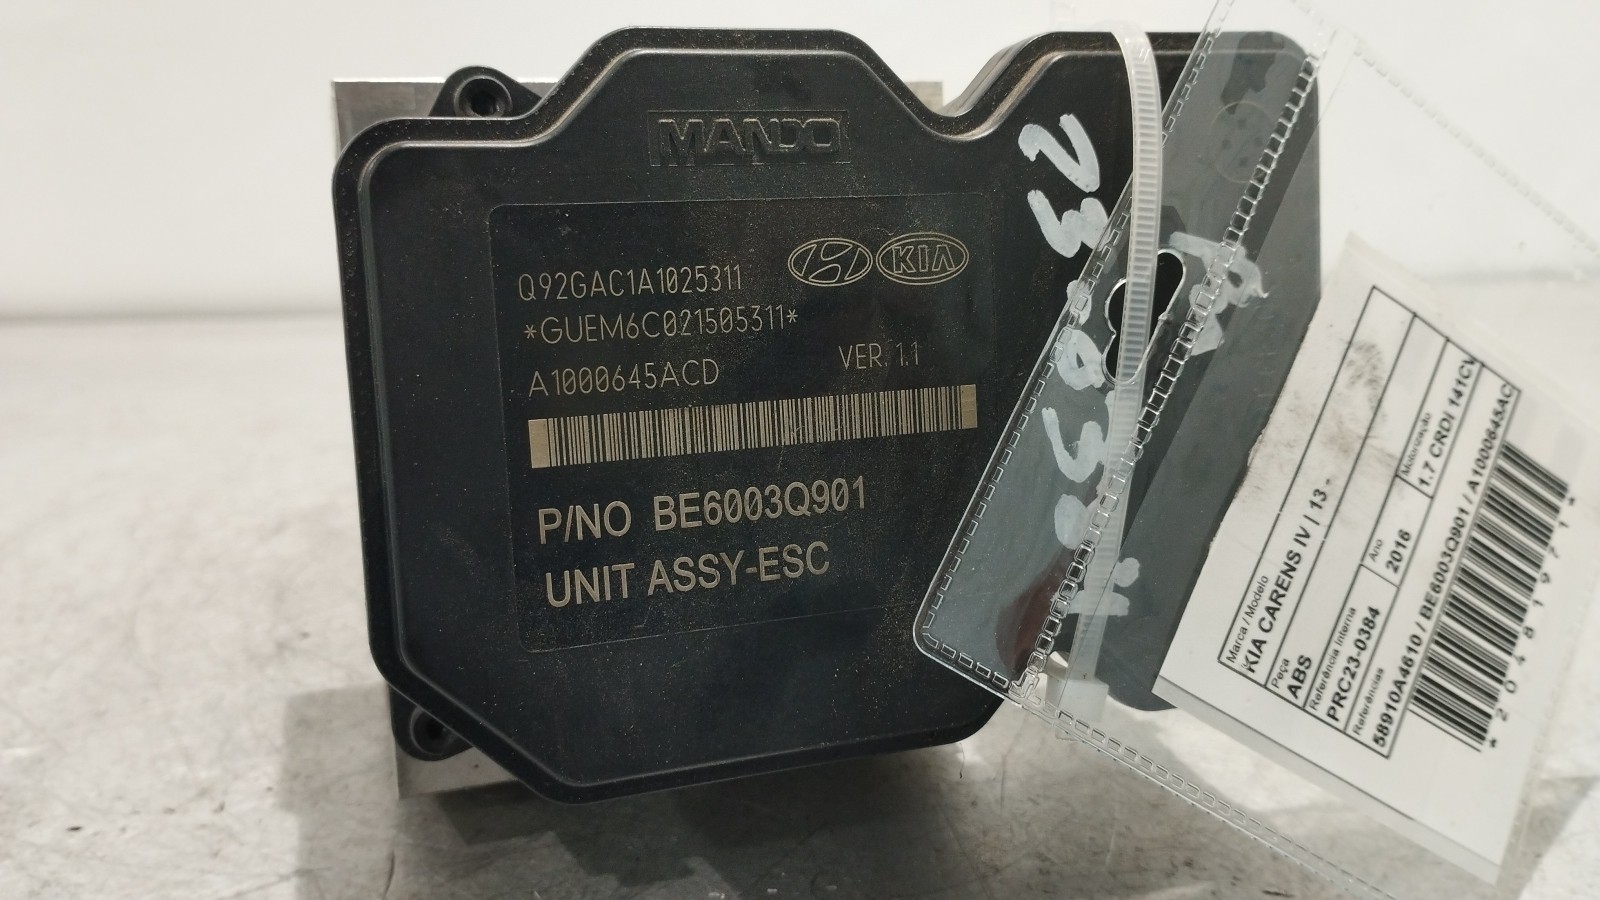 MANDO
Q92GAC1A1025311
KIA
*GUEM6C021505311*
A1000645ACD
VER. 1.1
P/NO BE6003Q901
UNIT ASSY-ESC
Marca / Modelo
KIA CARENS IV | 13 -
Peça
ABS
Referência Interna
PRC23-0384
Ano
2016
Motorização
1.7 CRDi 141CV
Referências
58910A4610 / BE6003Q901 / A1000645AC
*204819771*